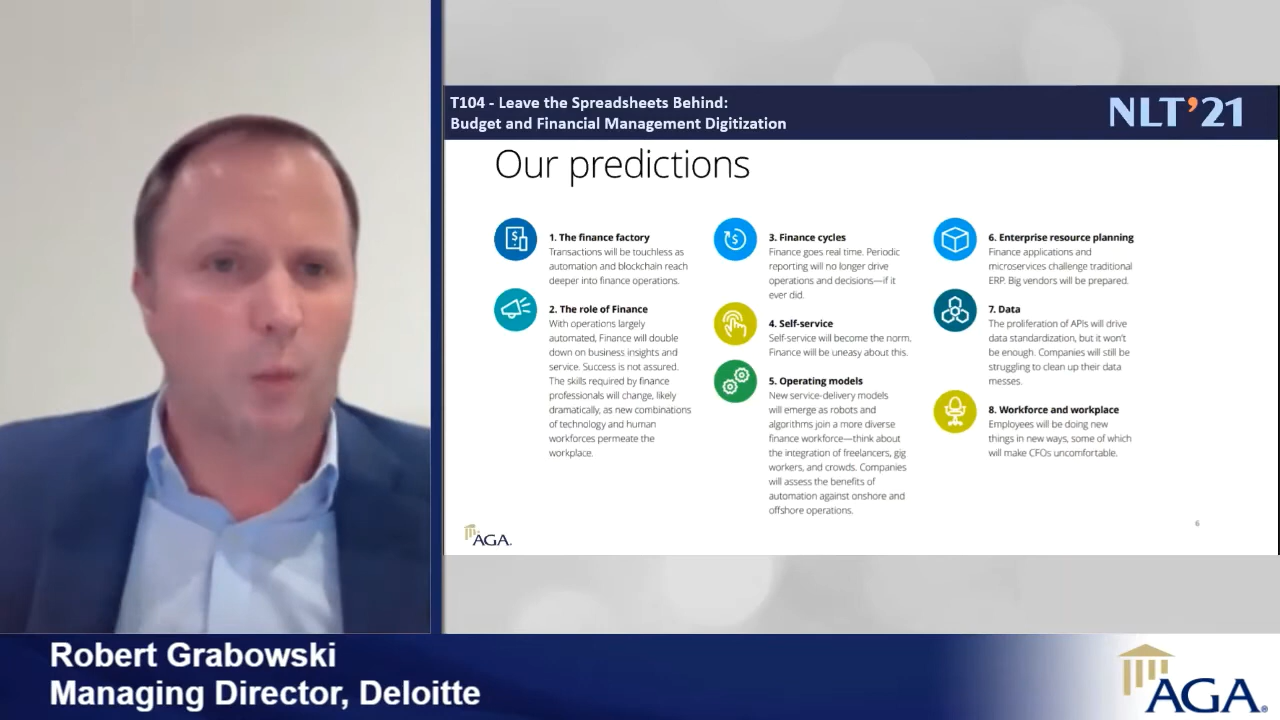 T104 - Leave the Spreadsheets Behind:
Budget and Financial Management Digitization
NLT'21
Our predictions
1. The finance factory
Transactions will be touchless as
automation and blockchain reach
deeper into finance operations.
2. The role of Finance
With operations largely
automated, Finance will double
down on business insights and
service. Success is not assured.
The skills required by finance
professionals will change, likely
dramatically, as new combinations
of technology and human
workforces permeate the
workplace.
3. Finance cycles
Finance goes real time. Periodic
reporting will no longer drive
operations and decisions—if it
ever did.
4. Self-service
Self-service will become the norm.
Finance will be uneasy about this.
5. Operating models
New service-delivery models
will emerge as robots and
algorithms join a more diverse
finance workforce—think about
the integration of freelancers, gig
workers, and crowds. Companies
will assess the benefits of
automation against onshore and
offshore operations.
6. Enterprise resource planning
Finance applications and
microservices challenge traditional
ERP. Big vendors will be prepared.
7. Data
The proliferation of APIs will drive
data standardization, but it won't
be enough. Companies will still be
struggling to clean up their data
messes.
8. Workforce and workplace
Employees will be doing new
things in new ways, some of which
will make CFOs uncomfortable.
AGA.
6
Robert Grabowski
Managing Director, Deloitte
AGA®